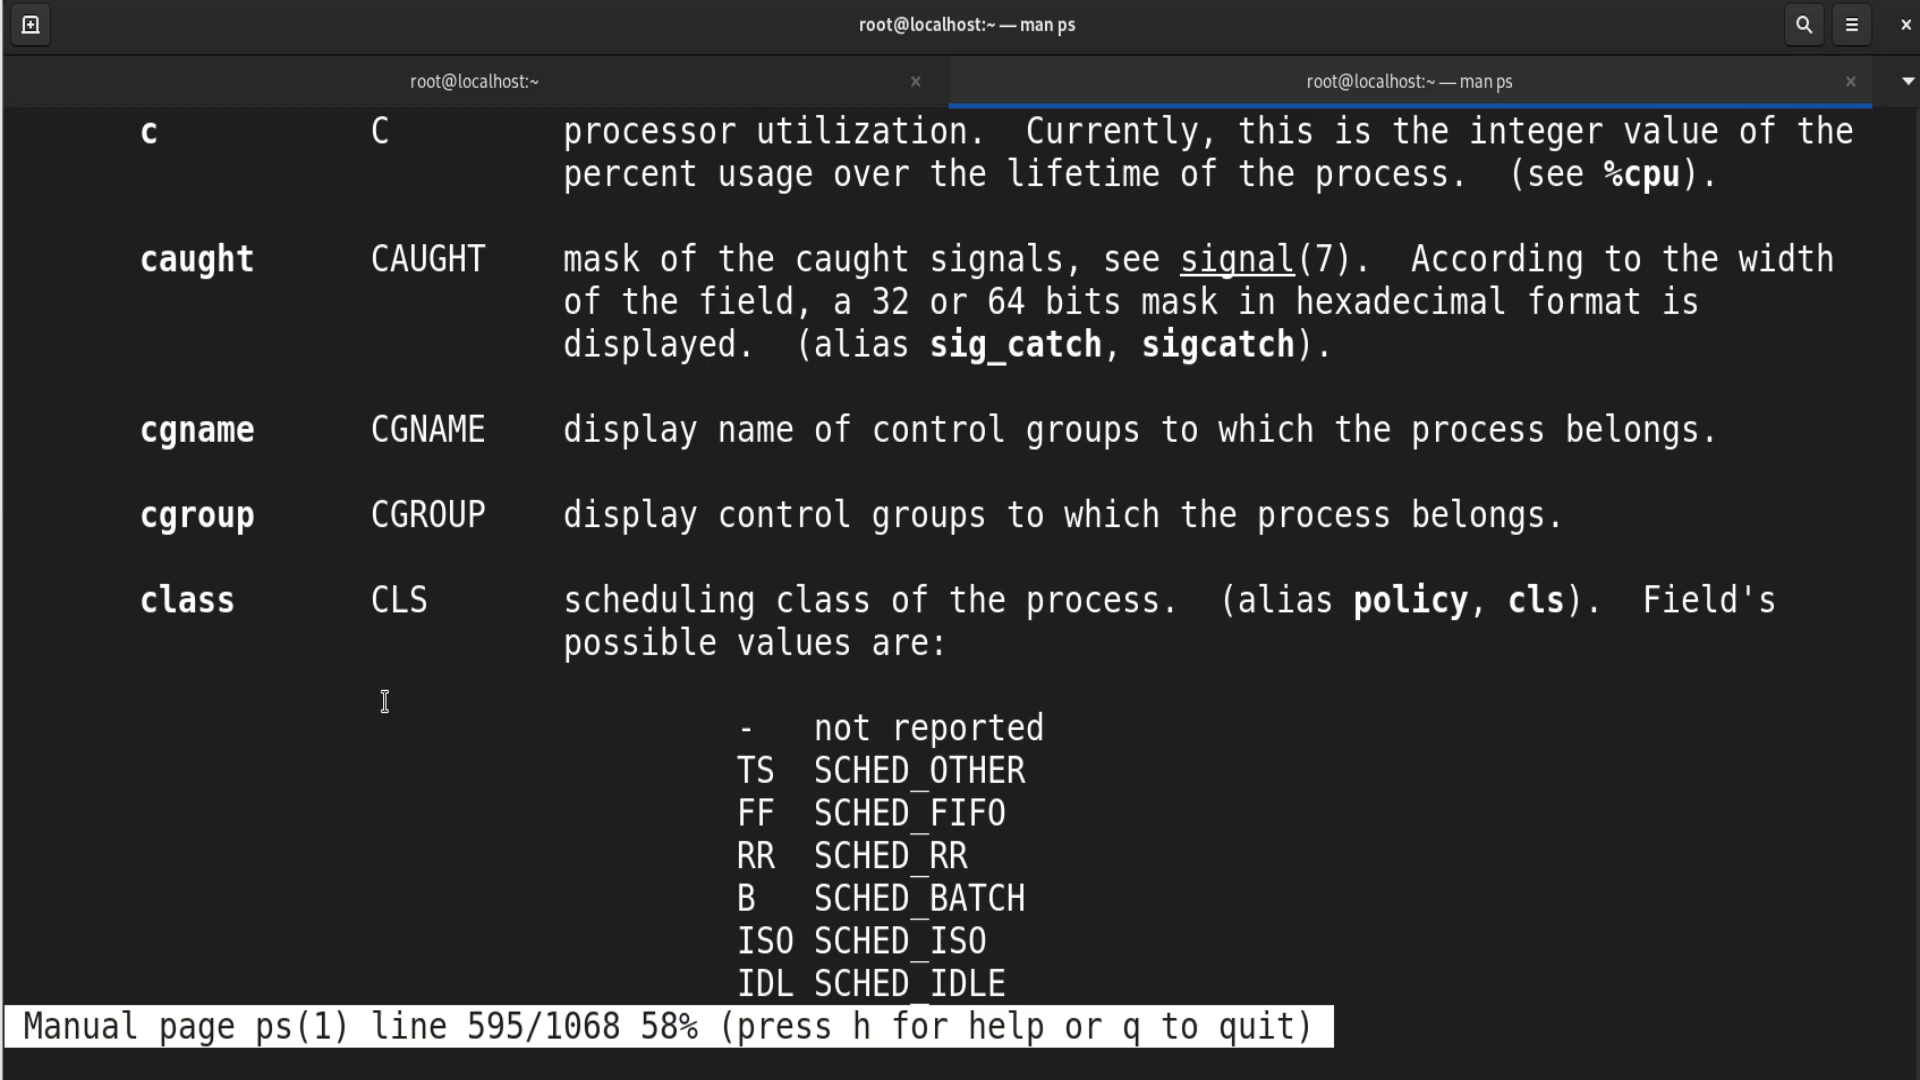 root@localhost:~ — man ps
root@localhost:~ × root@localhost:~ — man ps ×
c C processor utilization. Currently, this is the integer value of the
percent usage over the lifetime of the process. (see %cpu).
caught CAUGHT mask of the caught signals, see signal(7). According to the width
of the field, a 32 or 64 bits mask in hexadecimal format is
displayed. (alias sig_catch, sigcatch).
cgname CGNAME display name of control groups to which the process belongs.
cgroup CGROUP display control groups to which the process belongs.
class CLS scheduling class of the process. (alias policy, cls). Field's
possible values are:
- not reported
TS SCHED_OTHER
FF SCHED_FIFO
RR SCHED_RR
B SCHED_BATCH
ISO SCHED_ISO
IDL SCHED_IDLE
Manual page ps(1) line 595/1068 58% (press h for help or q to quit)